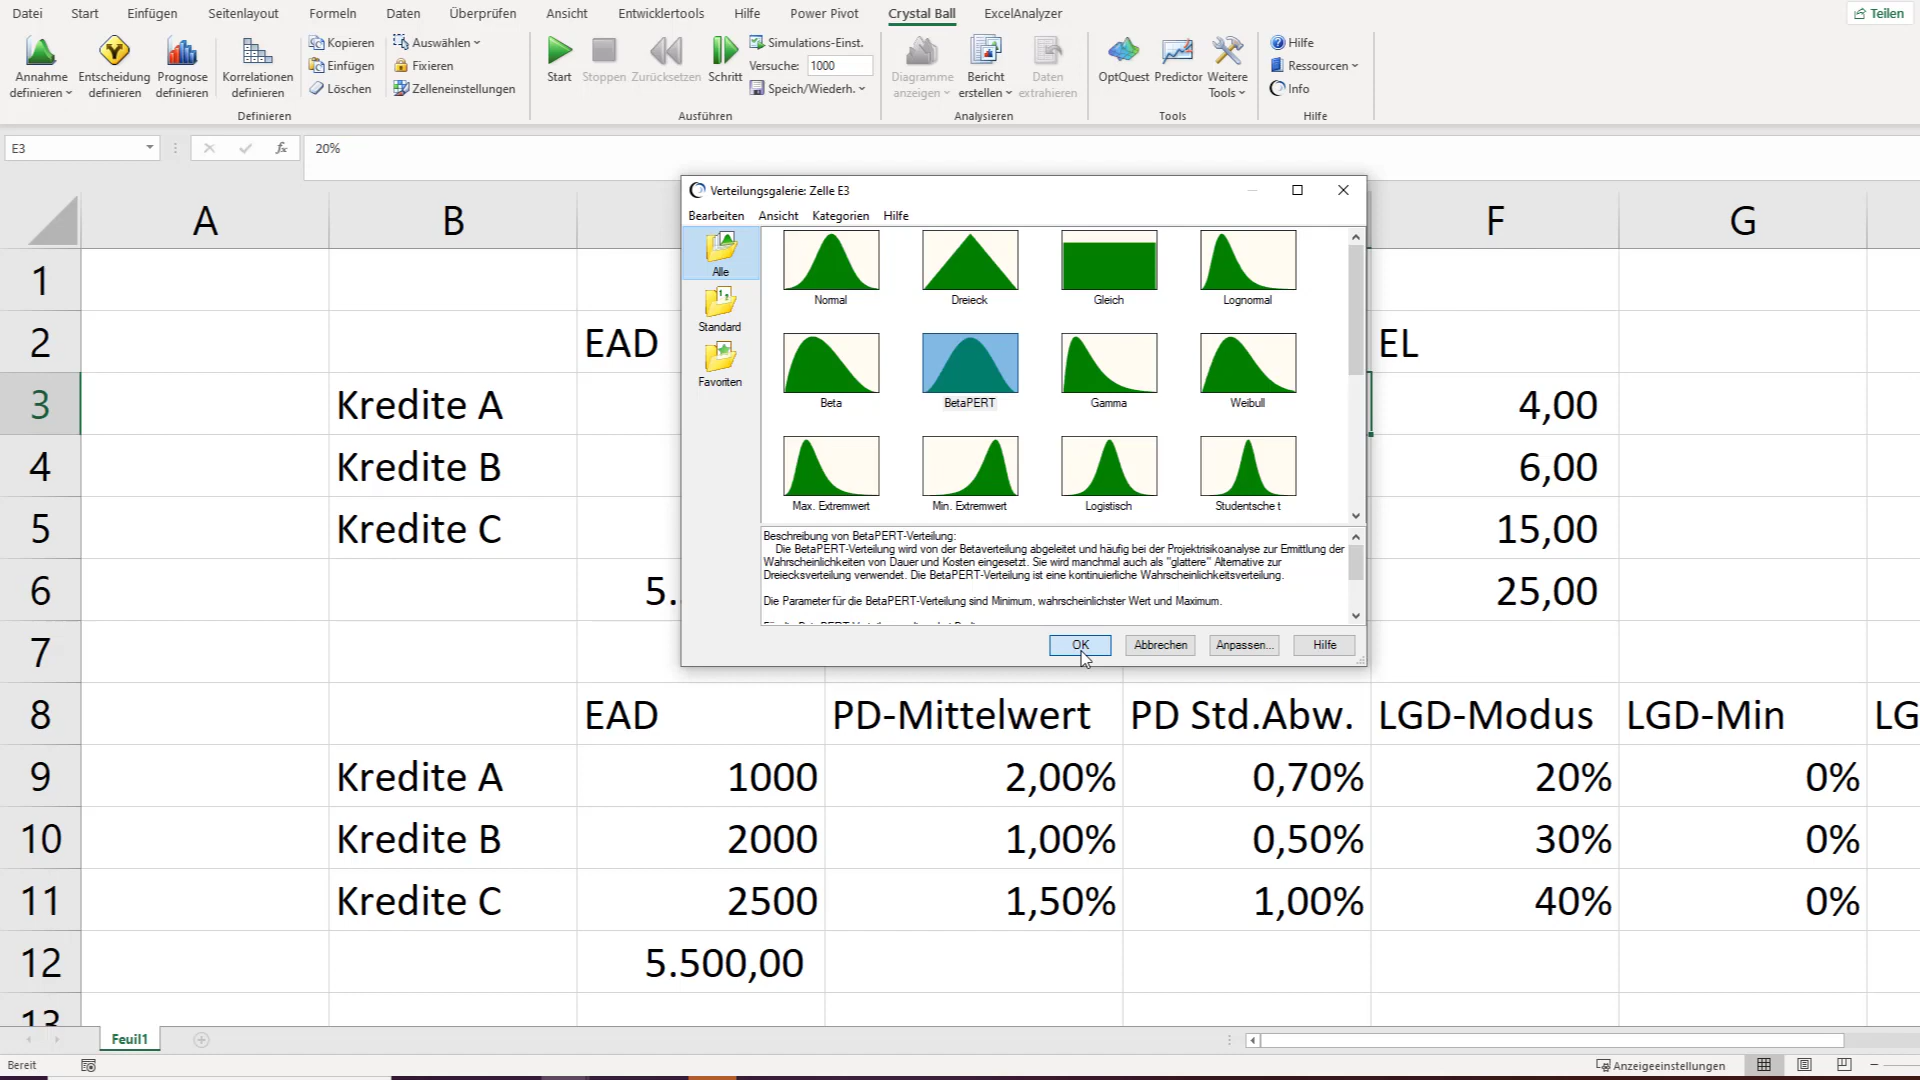 Datei Start Einfügen Seitenlayout Formeln Daten Überprüfen Ansicht Entwicklertools Hilfe Power Pivot Crystal Ball ExcelAnalyzer Teilen
Annahme definieren
Entscheidung definieren
Prognose definieren
Korrelationen definieren
Kopieren
Einfügen
Löschen
Auswählen
Fixieren
Zelleneinstellungen
Definieren
Start
Stoppen
Zurücksetzen
Schritt
Simulations-Einst.
Versuche: 1000
Speich/Wiederh.
Ausführen
Diagramme anzeigen
Bericht erstellen
Daten extrahieren
Analysieren
OptQuest
Predictor
Weitere Tools
Tools
Hilfe
Ressourcen
Info
Hilfe
E3 fx 20%
Verteilungsgalerie: Zelle E3
Bearbeiten Ansicht Kategorien Hilfe
Alle
Standard
Favoriten
Normal Dreieck Gleich Lognormal
Beta BetaPERT Gamma Weibull
Max. Extremwert Min. Extremwert Logistisch Studentsche t
Beschreibung von BetaPERT-Verteilung:
Die BetaPERT-Verteilung wird von der Betaverteilung abgeleitet und häufig bei der Projektrisikoanalyse zur Ermittlung der
Wahrscheinlichkeiten von Dauer und Kosten eingesetzt. Sie wird manchmal auch als "glattere" Alternative zur
Dreiecksverteilung verwendet. Die BetaPERT-Verteilung ist eine kontinuierliche Wahrscheinlichkeitsverteilung.
Die Parameter für die BetaPERT-Verteilung sind Minimum, wahrscheinlichster Wert und Maximum.
OK Abbrechen Anpassen... Hilfe
A B F G
1
2 EAD EL
3 Kredite A 4,00
4 Kredite B 6,00
5 Kredite C 15,00
6 5. 25,00
7
8 EAD PD-Mittelwert PD Std.Abw. LGD-Modus LGD-Min LG
9 Kredite A 1000 2,00% 0,70% 20% 0%
10 Kredite B 2000 1,00% 0,50% 30% 0%
11 Kredite C 2500 1,50% 1,00% 40% 0%
12 5.500,00
13
Feuil1
Bereit Anzeigeeinstellungen